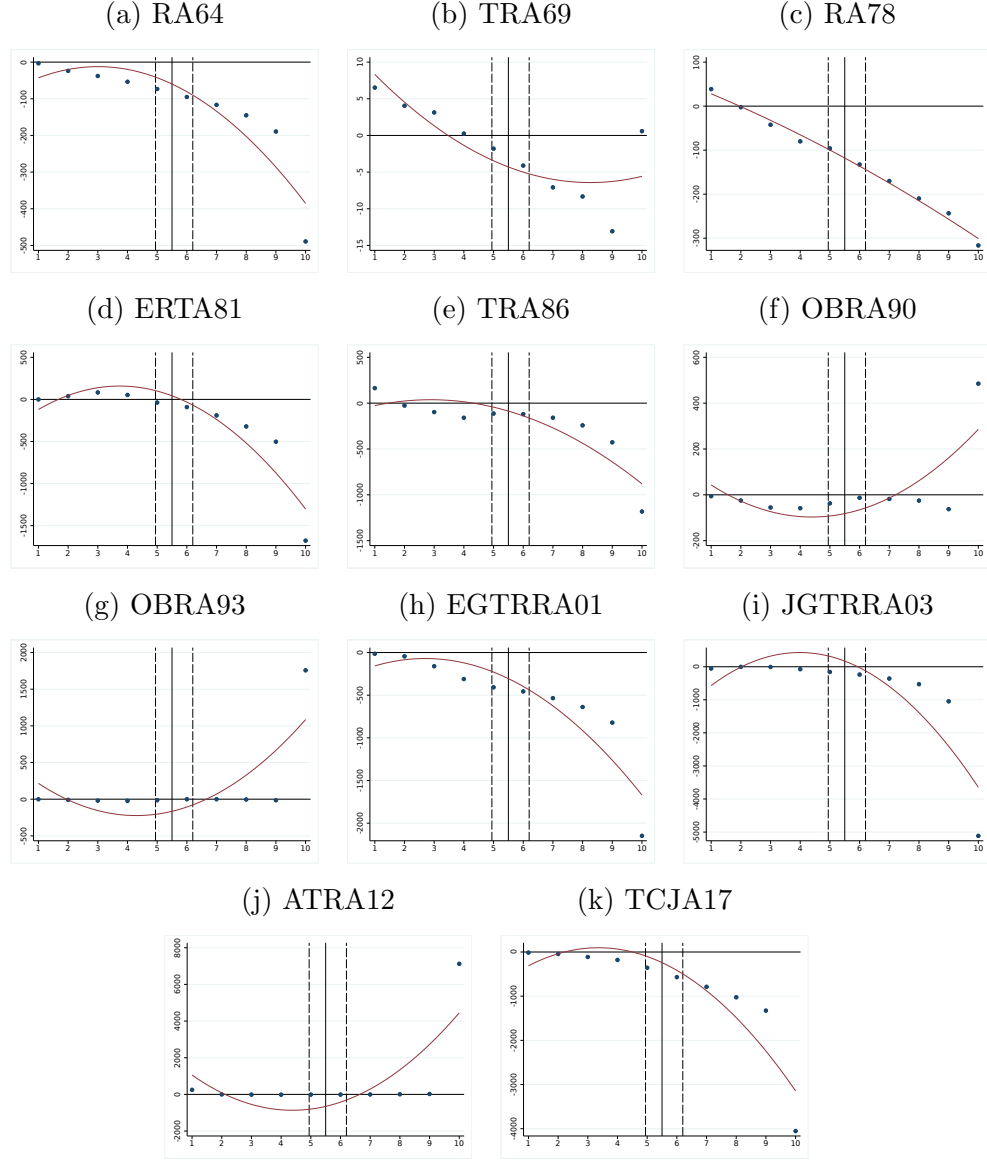 (a) RA64
(b) TRA69
(c) RA78
0
-100
-200
-300
-400
-500
1 2 3 4 5 6 7 8 9 10
10
5
0
-5
-10
-15
1 2 3 4 5 6 7 8 9 10
100
0
-100
-200
-300
1 2 3 4 5 6 7 8 9 10
(d) ERTA81
(e) TRA86
(f) OBRA90
500
0
-500
-1000
-1500
1 2 3 4 5 6 7 8 9 10
500
0
-500
-1000
-1500
1 2 3 4 5 6 7 8 9 10
600
400
200
0
-200
1 2 3 4 5 6 7 8 9 10
(g) OBRA93
(h) EGTRRA01
(i) JGTRRA03
2000
1500
1000
500
0
-500
1 2 3 4 5 6 7 8 9 10
0
-500
-1000
-1500
-2000
1 2 3 4 5 6 7 8 9 10
0
-1000
-2000
-3000
-4000
-5000
1 2 3 4 5 6 7 8 9 10
(j) ATRA12
(k) TCJA17
8000
6000
4000
2000
0
-2000
1 2 3 4 5 6 7 8 9 10
0
-1000
-2000
-3000
-4000
1 2 3 4 5 6 7 8 9 10